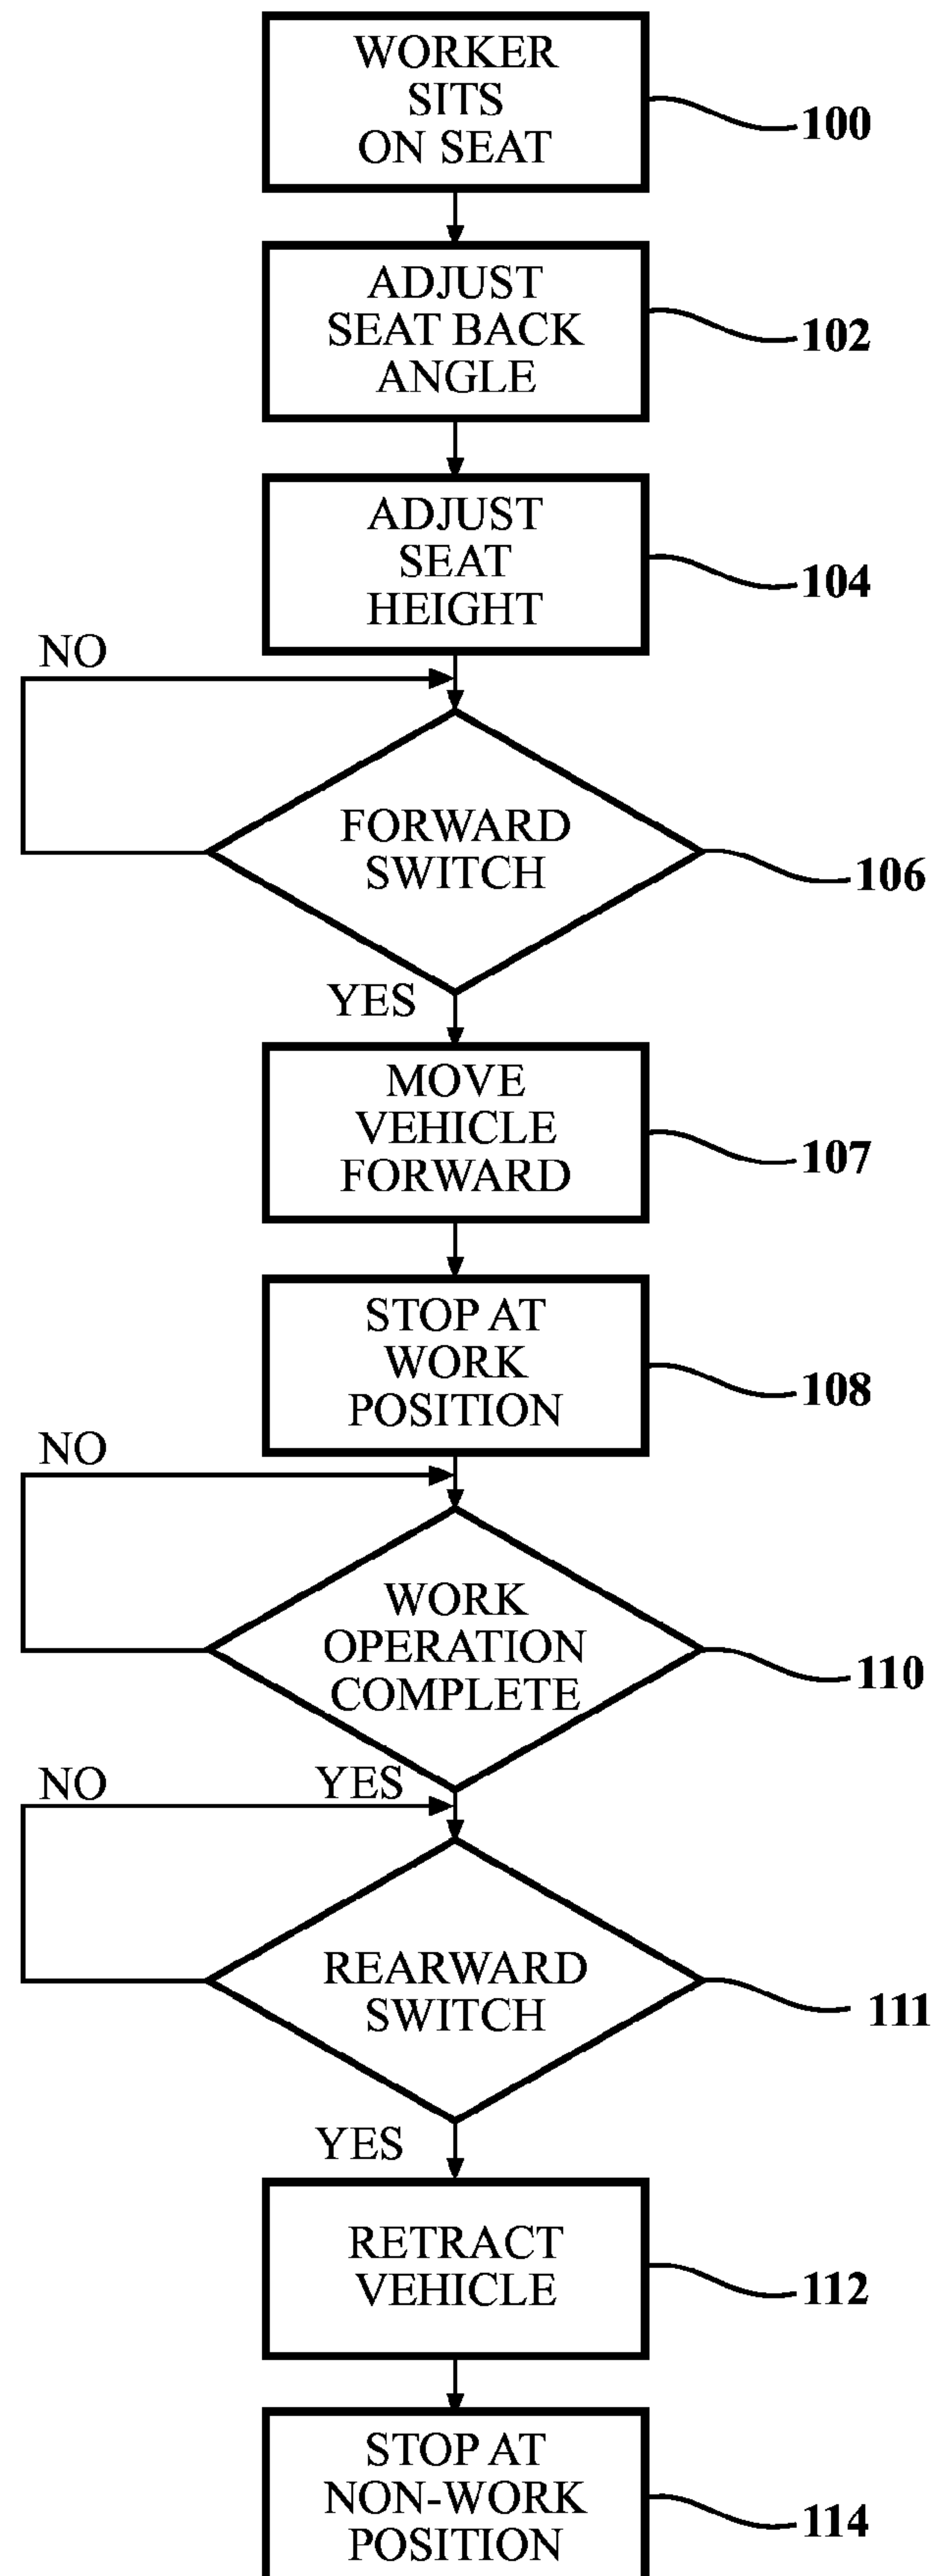 WORKER
SITS
ON SEAT
100
ADJUST
SEAT BACK
ANGLE
102
ADJUST
SEAT
HEIGHT
104
NO
FORWARD
SWITCH
106
YES
MOVE
VEHICLE
FORWARD
107
STOP AT
WORK
POSITION
108
NO
WORK
OPERATION
COMPLETE
110
NO
YES
REARWARD
SWITCH
111
YES
RETRACT
VEHICLE
112
STOP AT
NON-WORK
POSITION
114